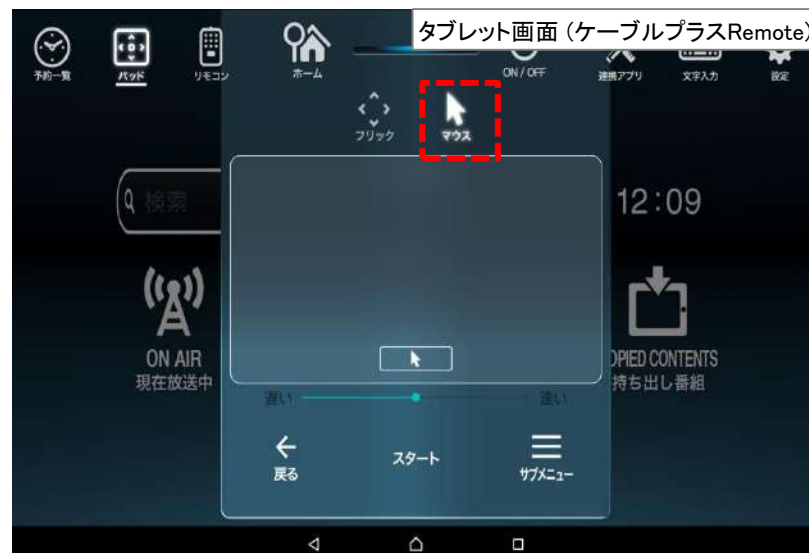 タブレット画面 (ケーブルプラスRemote)
予約一覧
パッド
リモコン
ホーム
ON / OFF
連携アプリ
文字入力
設定
フリック
マウス
検索
12:09
ON AIR
現在放送中
OPIED CONTENTS
持ち出し番組
遅い
速い
戻る
スタート
サブメニュー